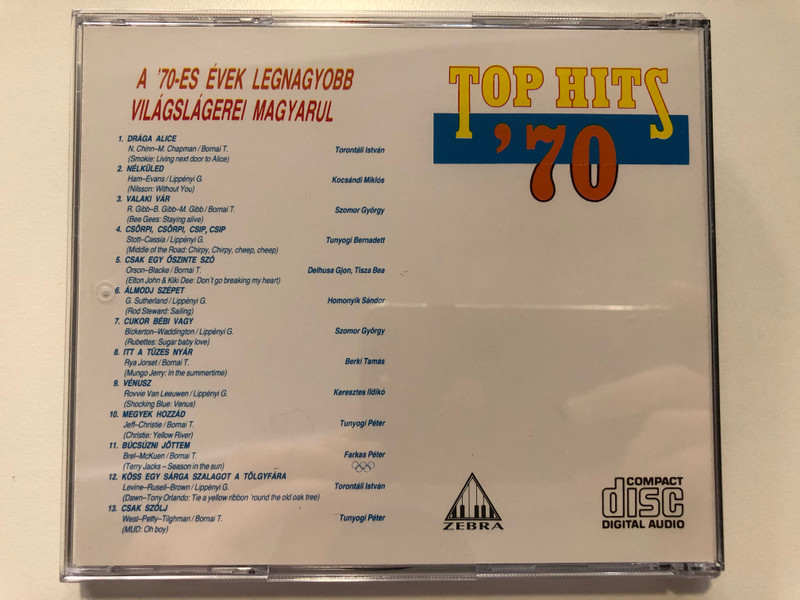 A '70-ES ÉVEK LEGNAGYOBB
VILÁGSLÁGEREI MAGYARUL
TOP HITS
'70
1. DRÁGA ALICE
N. Chinn–M. Chapman / Bornai T. Torontáli István
(Smokie: Living next door to Alice)
2. NÉLKÜLED
Ham–Evans / Lippényi G. Kocsándi Miklós
(Nilsson: Without You)
3. VALAKI VÁR
R. Gibb–B. Gibb–M. Gibb / Bornai T. Szomor György
(Bee Gees: Staying alive)
4. CSÖRPI, CSÖRPI, CSIP, CSIP
Stott–Cassia / Lippényi G. Tunyogi Bernadett
(Middle of the Road: Chirpy, Chirpy, cheep, cheep)
5. CSAK EGY ŐSZINTE SZÓ
Orson–Blacke / Bornai T. Delhusa Gjon, Tisza Bea
(Elton John & Kiki Dee: Don't go breaking my heart)
6. ÁLMODJ SZÉPET
G. Sutherland / Lippényi G. Homonyik Sándor
(Rod Steward: Sailing)
7. CUKOR BÉBI VAGY
Bickerton–Waddington / Lippényi G. Szomor György
(Rubettes: Sugar baby love)
8. ITT A TÜZES NYÁR
Rya Jorset / Bornai T. Berki Tamás
(Mungo Jerry: In the summertime)
9. VÉNUSZ
Rovvie Van Leeuwen / Lippényi G. Keresztes Ildikó
(Shocking Blue: Venus)
10. MEGYEK HOZZÁD
Jeff–Christie / Bornai T. Tunyogi Péter
(Christie: Yellow River)
11. BÚCSÚZNI JÖTTEM
Brel–McKuen / Bornai T. Farkas Péter
(Terry Jacks – Season in the sun)
12. KÖSS EGY SÁRGA SZALAGOT A TÖLGYFÁRA
Levine–Rusell–Brown / Lippényi G. Torontáli István
(Dawn–Tony Orlando: Tie a yellow ribbon 'round the old oak tree)
13. CSAK SZÓLJ
West–Petty–Tilghman / Bornai T. Tunyogi Péter
(MUD: Oh boy)
ZEBRA
COMPACT
disc
DIGITAL AUDIO